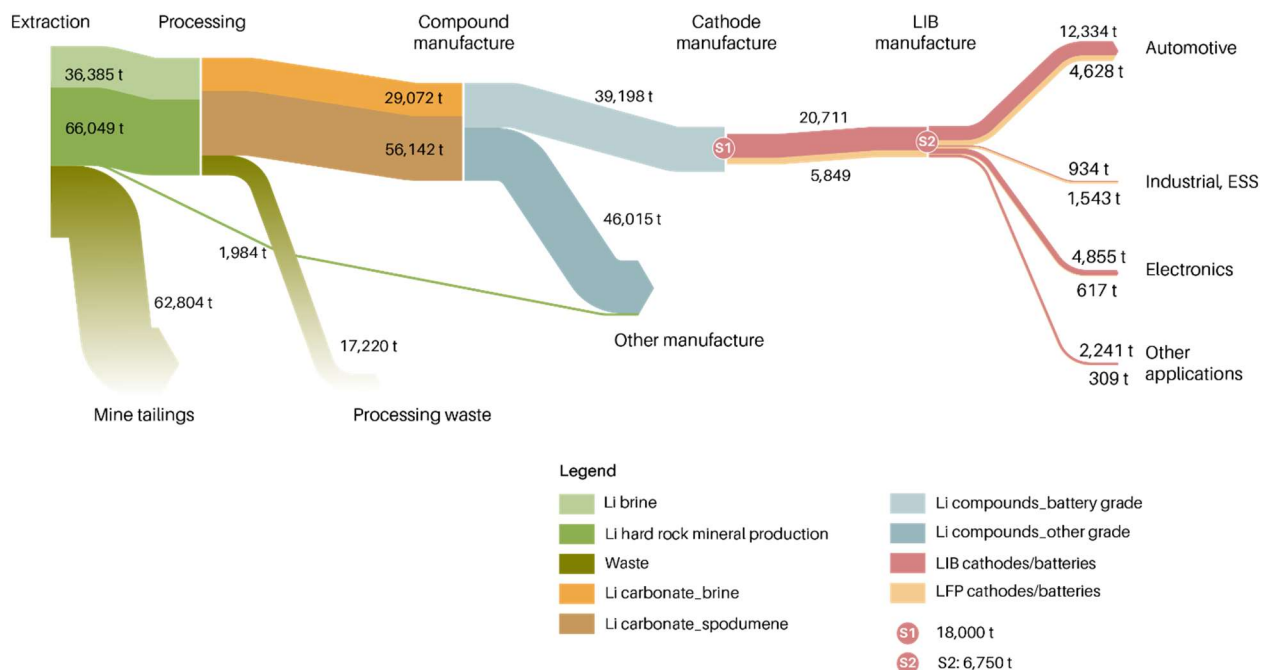 Extraction
Processing
Compound
manufacture
Cathode
manufacture
LIB
manufacture
12,334 t
Automotive
4,628 t
36,385 t
66,049 t
29,072 t
56,142 t
39,198 t
S1
20,711
5,849
S2
934 t
Industrial, ESS
1,543 t
46,015 t
1,984 t
4,855 t
Electronics
617 t
62,804 t
17,220 t
Other manufacture
2,241 t
Other
applications
309 t
Mine tailings
Processing waste
Legend
Li brine
Li hard rock mineral production
Waste
Li carbonate_brine
Li carbonate_spodumene
Li compounds_battery grade
Li compounds_other grade
LIB cathodes/batteries
LFP cathodes/batteries
S1 18,000 t
S2 S2: 6,750 t